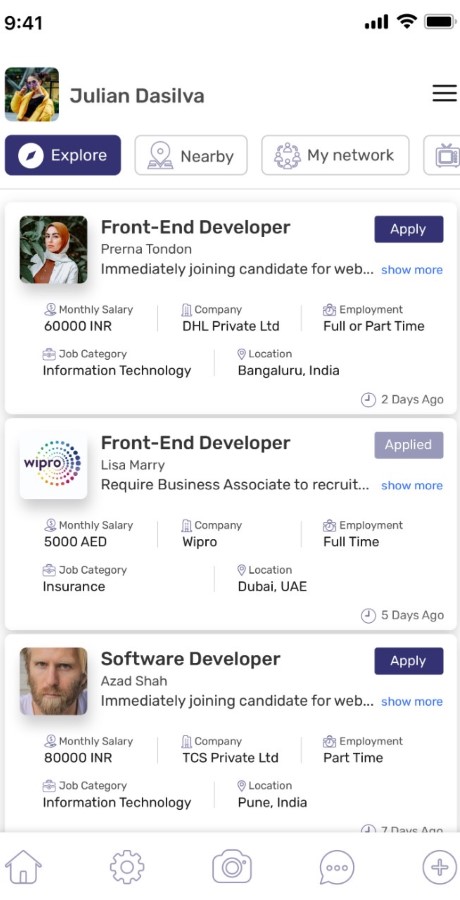 9:41
Julian Dasilva
Explore
Nearby
My network
Front-End Developer
Apply
Prerna Tondon
Immediately joining candidate for web... show more
Monthly Salary
Company
Employment
60000 INR
DHL Private Ltd
Full or Part Time
Job Category
Location
Information Technology
Bangaluru, India
2 Days Ago
wipro
Front-End Developer
Applied
Lisa Marry
Require Business Associate to recruit... show more
Monthly Salary
Company
Employment
5000 AED
Wipro
Full Time
Job Category
Location
Insurance
Dubai, UAE
5 Days Ago
Software Developer
Apply
Azad Shah
Immediately joining candidate for web... show more
Monthly Salary
Company
Employment
80000 INR
TCS Private Ltd
Part Time
Job Category
Location
Information Technology
Pune, India
7 Days Ago